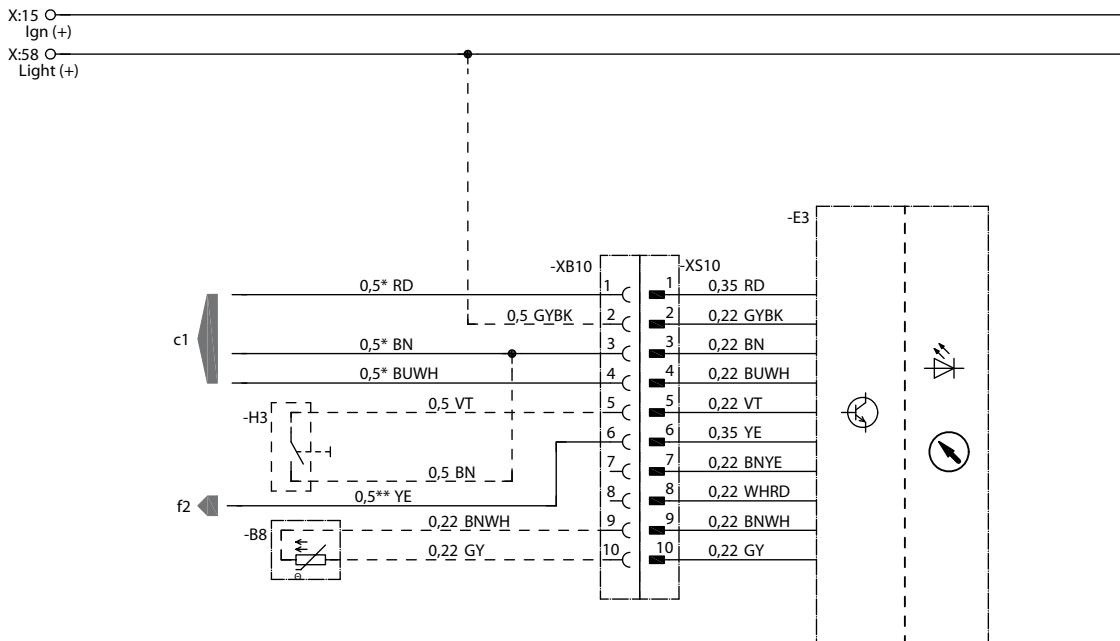 X:15
Ign (+)
X:58
Light (+)
-E3
-XB10 -XS10
0,5* RD 1 1 0,35 RD
0,5 GYBK 2 2 0,22 GYBK
c1 0,5* BN 3 3 0,22 BN
0,5* BUWH 4 4 0,22 BUWH
-H3 0,5 VT 5 5 0,22 VT
6 6 0,35 YE
0,5 BN 7 7 0,22 BNYE
f2 0,5** YE 8 8 0,22 WHRD
-B8 0,22 BNWH 9 9 0,22 BNWH
0,22 GY 10 10 0,22 GY
Θ